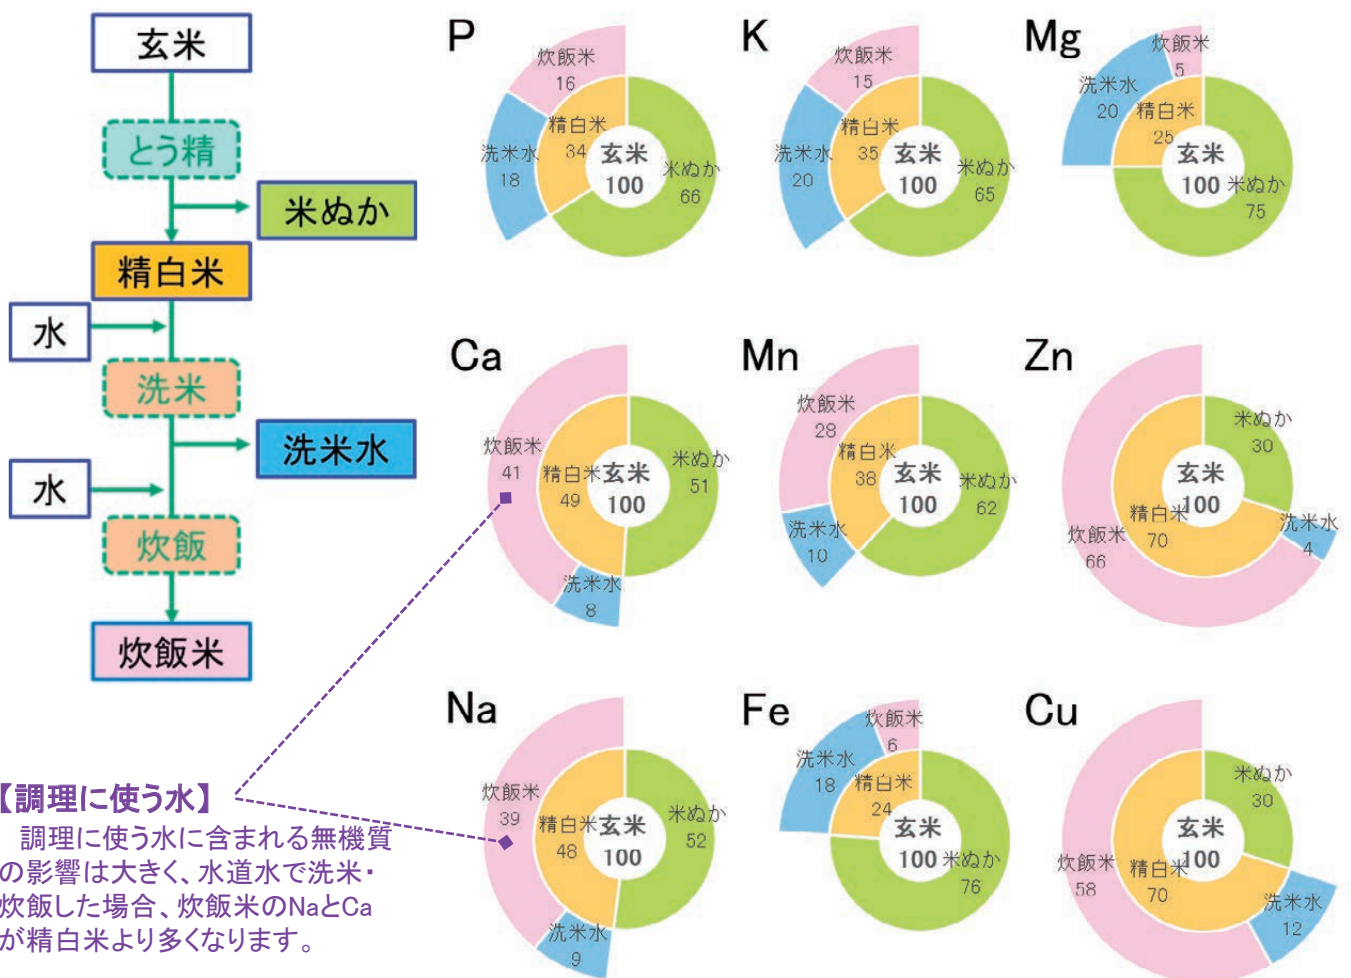 玄米
とう精
米ぬか
精白米
水
洗米
洗米水
水
炊飯
炊飯米
P
炊飯米
16
精白米
34
洗米水
18
玄米
100
米ぬか
66
K
炊飯米
15
精白米
35
洗米水
20
玄米
100
米ぬか
65
Mg
炊飯米
5
洗米水
20
精白米
25
玄米
100
米ぬか
75
Ca
炊飯米
41
精白米
49
玄米
100
米ぬか
51
洗米水
8
Mn
炊飯米
28
精白米
38
玄米
100
米ぬか
62
洗米水
10
Zn
米ぬか
30
玄米
100
精白米
70
洗米水
4
炊飯米
66
Na
炊飯米
39
精白米
48
玄米
100
米ぬか
52
洗米水
9
Fe
炊飯米
6
洗米水
18
精白米
24
玄米
100
米ぬか
76
Cu
米ぬか
30
玄米
100
精白米
70
炊飯米
58
洗米水
12
【調理に使う水】
調理に使う水に含まれる無機質
の影響は大きく、水道水で洗米・
炊飯した場合、炊飯米のNaとCa
が精白米より多くなります。